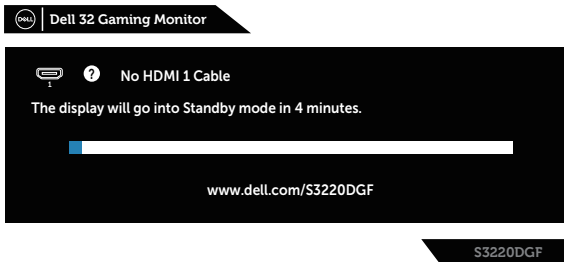 DELL Dell 32 Gaming Monitor
? No HDMI 1 Cable
1
The display will go into Standby mode in 4 minutes.
www.dell.com/S3220DGF
S3220DGF